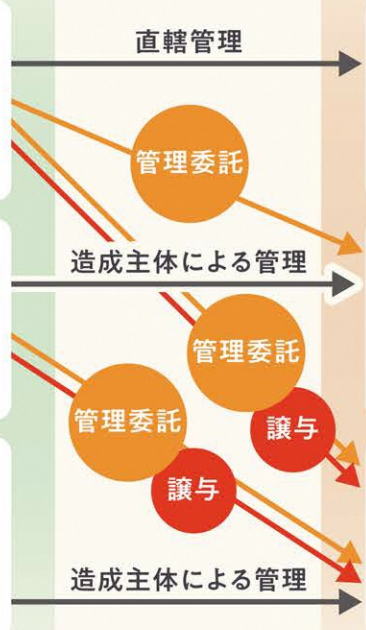 直轄管理
管理委託
造成主体による管理
管理委託
管理委託
譲与
譲与
造成主体による管理